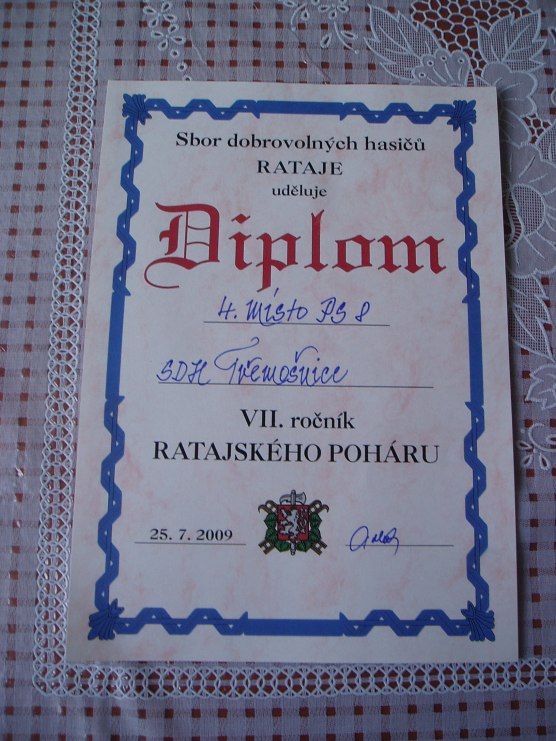 Sbor dobrovolných hasičů
RATAJE
uděluje
Diplom
4. Místo PS 8
SDH Třemošnice
VII. ročník
RATAJSKÉHO POHÁRU
25. 7. 2009